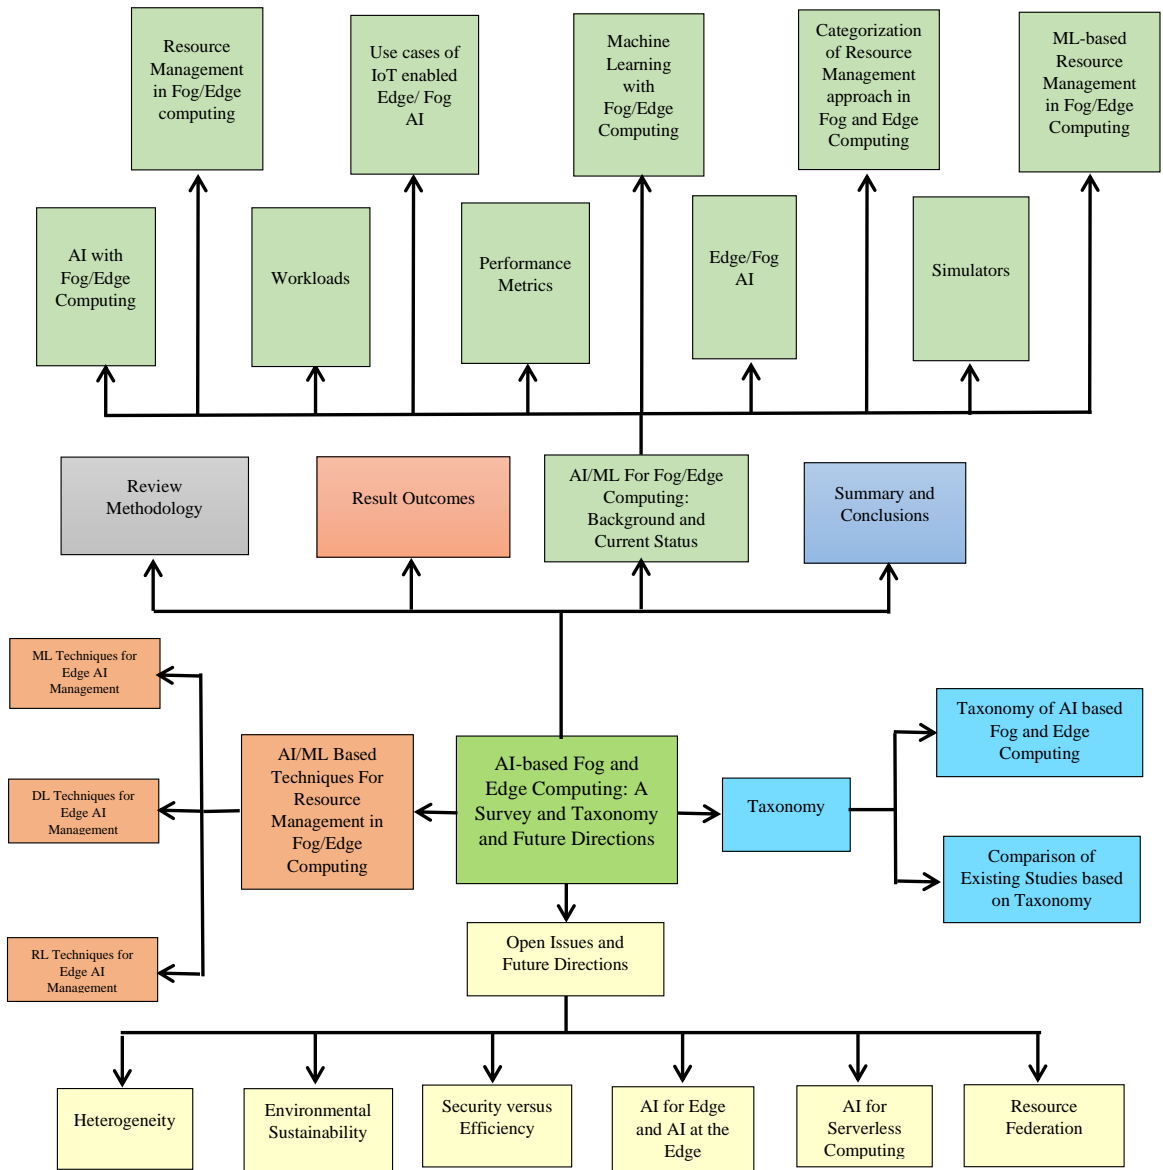 Resource
Management
in Fog/Edge
computing
Use cases of
IoT enabled
Edge/ Fog
AI
Machine
Learning
with
Fog/Edge
Computing
Categorization
of Resource
Management
approach in
Fog and Edge
Computing
ML-based
Resource
Management
in Fog/Edge
Computing
AI with
Fog/Edge
Computing
Workloads
Performance
Metrics
Edge/Fog
AI
Simulators
Review
Methodology
Result Outcomes
AI/ML For Fog/Edge
Computing:
Background and
Current Status
Summary and
Conclusions
ML Techniques for
Edge AI
Management
DL Techniques for
Edge AI
Management
RL Techniques for
Edge AI
Management
AI/ML Based
Techniques For
Resource
Management in
Fog/Edge
Computing
AI-based Fog and
Edge Computing: A
Survey and Taxonomy
and Future Directions
Taxonomy
Taxonomy of AI based
Fog and Edge
Computing
Comparison of
Existing Studies based
on Taxonomy
Open Issues and
Future Directions
Heterogeneity
Environmental
Sustainability
Security versus
Efficiency
AI for Edge
and AI at the
Edge
AI for
Serverless
Computing
Resource
Federation